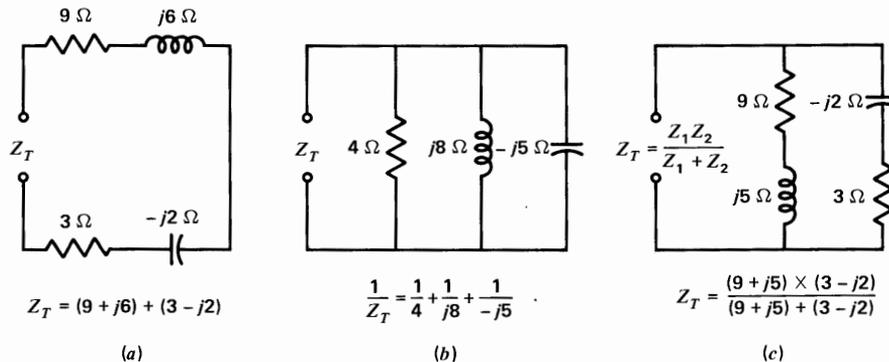 9 Ω
j6 Ω
Z_T
3 Ω
−j2 Ω
Z_T = (9 + j6) + (3 − j2)
(a)
Z_T
4 Ω
j8 Ω
−j5 Ω
1/Z_T = 1/4 + 1/j8 + 1/−j5
(b)
9 Ω
−j2 Ω
Z_T = Z_1 Z_2 / Z_1 + Z_2
j5 Ω
3 Ω
Z_T = (9 + j5) × (3 − j2) / (9 + j5) + (3 − j2)
(c)